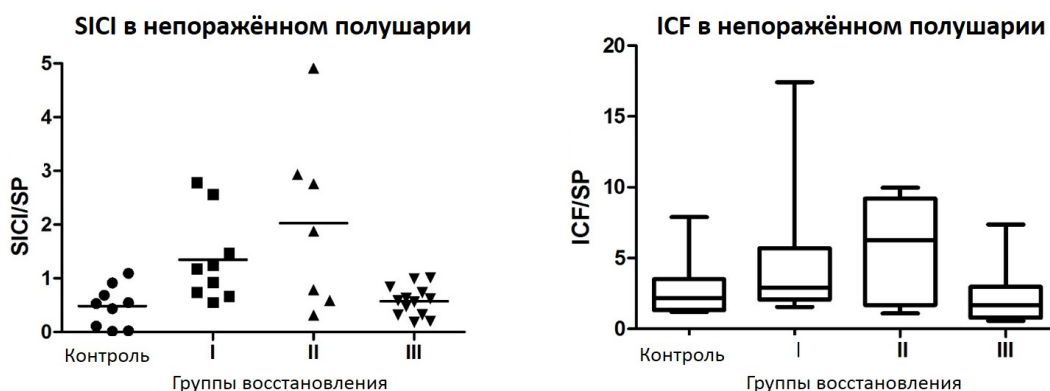 SICI в непоражённом полушарии
5
4
3
2
1
0
SICI/SP
Контроль
I
II
III
Группы восстановления
ICF в непоражённом полушарии
20
15
10
5
0
ICF/SP
Контроль
I
II
III
Группы восстановления